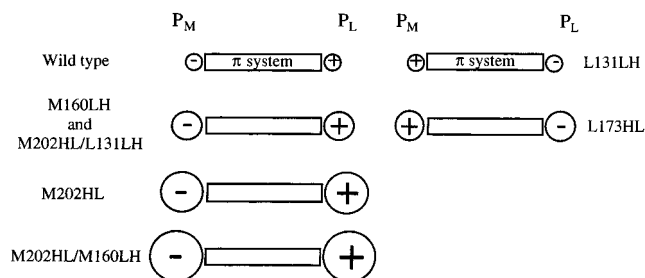 P_M P_L P_M P_L
Wild type - π system + + π system - L131LH
M160LH
and
M202HL/L131LH
- + + - L173HL
M202HL - +
M202HL/M160LH - +